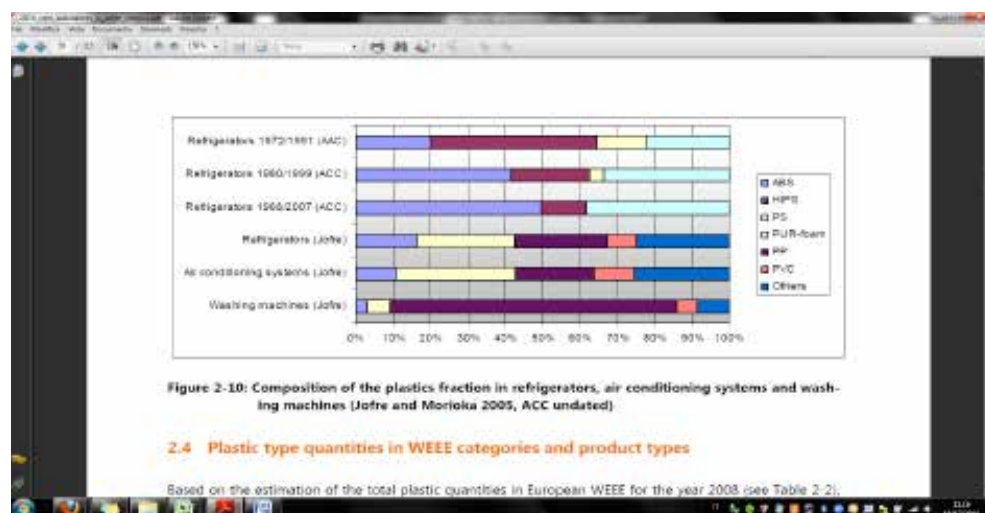 Refrigerators 1972/1991 (AAC)
Refrigerators 1980/1999 (ACC)
Refrigerators 1988/2007 (ACC)
Refrigerators (Jofre)
Air conditioning systems (Jofre)
Washing machines (Jofre)
0% 10% 20% 30% 40% 50% 60% 70% 80% 90% 100%
ABS
HIPS
PS
PUR-foam
PP
PVC
Others
Figure 2-10: Composition of the plastics fraction in refrigerators, air conditioning systems and wash-
ing machines (Jofre and Morioka 2005, ACC undated)
2.4 Plastic type quantities in WEEE categories and product types
Based on the estimation of the total plastic quantities in European WEEE for the year 2008 (see Table 2-2),